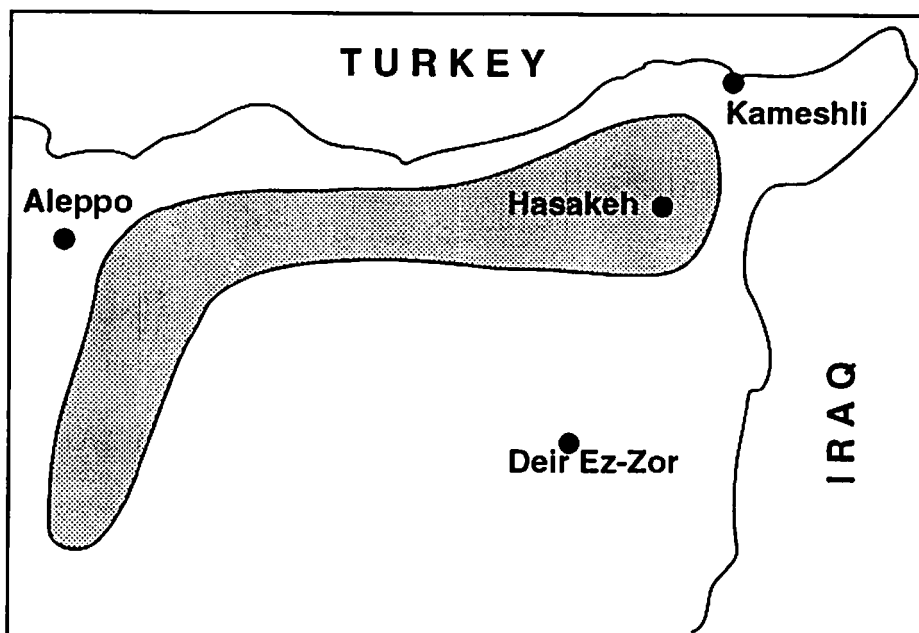 TURKEY
Kameshli
Aleppo
Hasakeh
Deir Ez-Zor
IRAQ